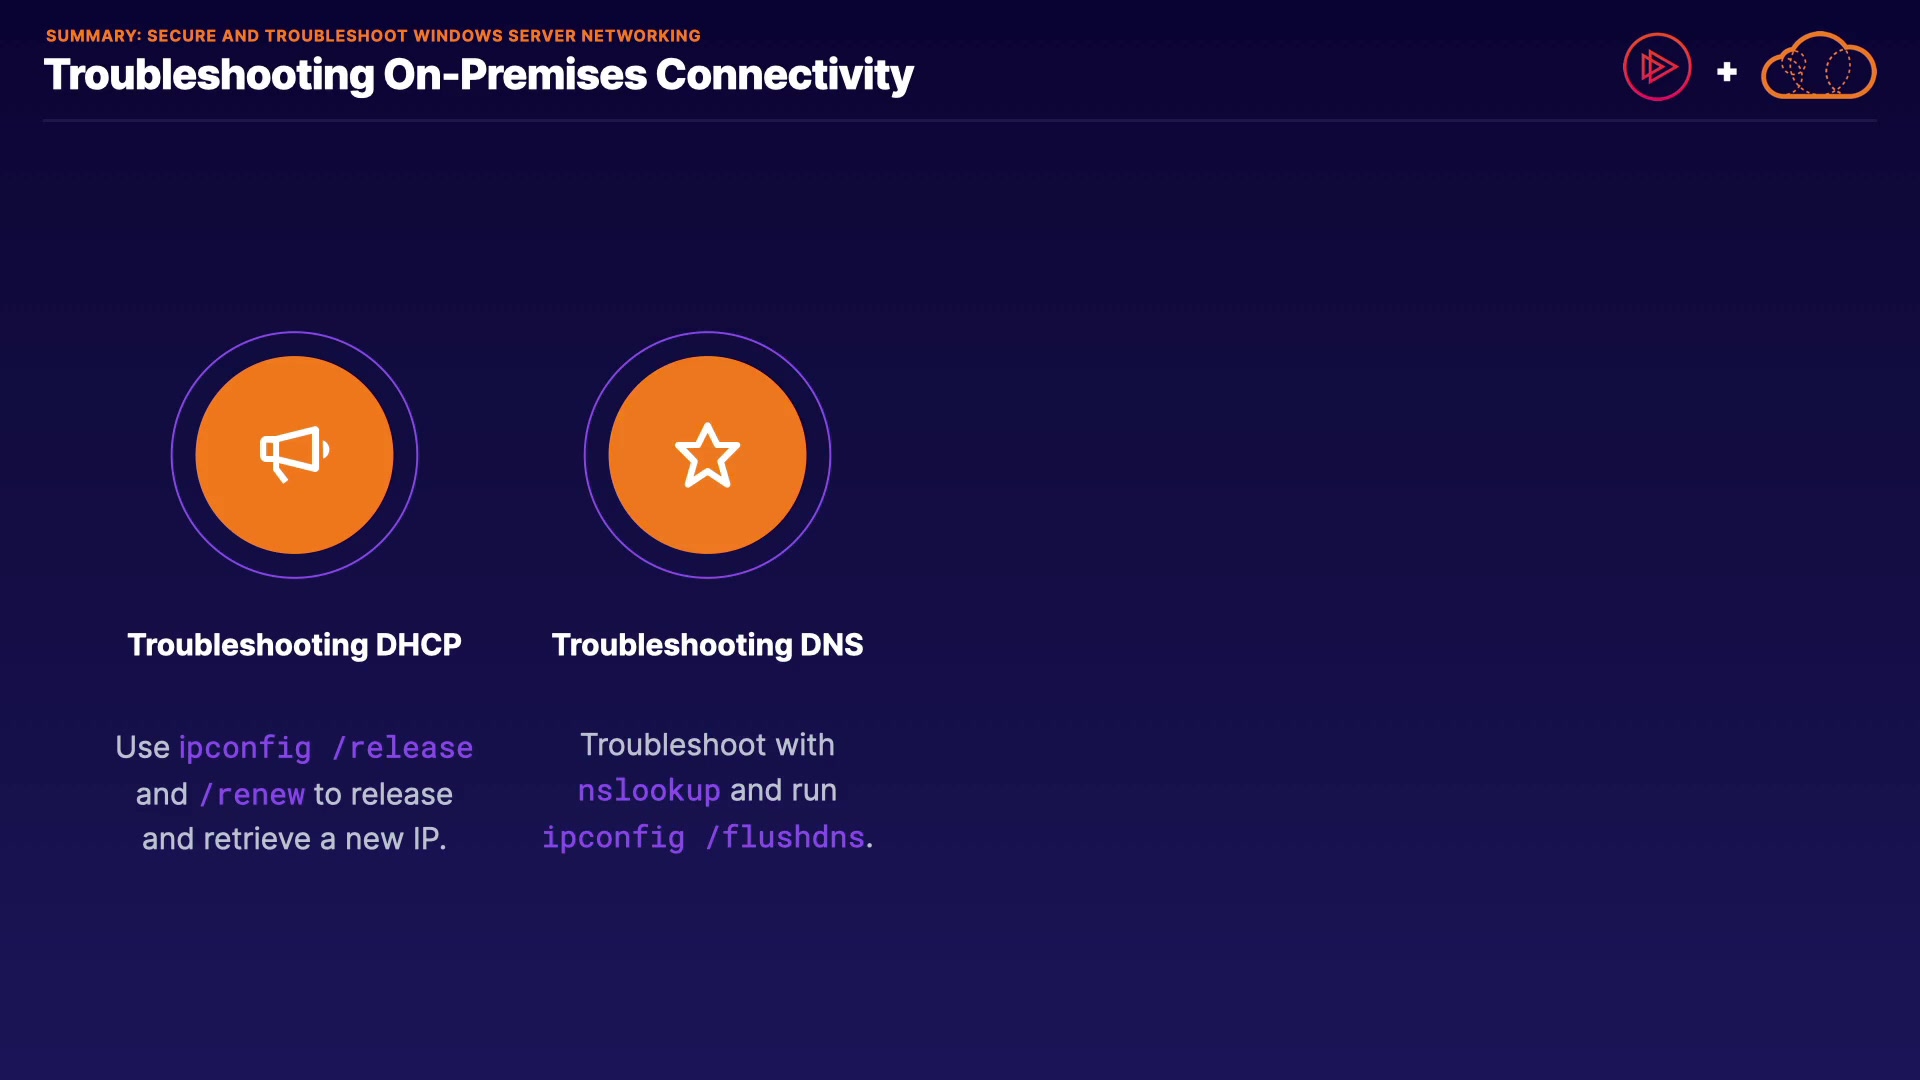 SUMMARY: SECURE AND TROUBLESHOOT WINDOWS SERVER NETWORKING
Troubleshooting On-Premises Connectivity
Troubleshooting DHCP
Use ipconfig /release
and /renew to release
and retrieve a new IP.
Troubleshooting DNS
Troubleshoot with
nslookup and run
ipconfig /flushdns.